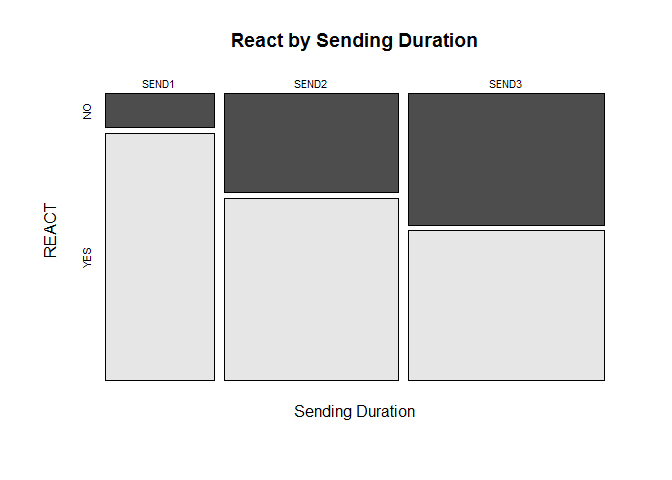 React by Sending Duration
SEND1 SEND2 SEND3
NO
YES
REACT
Sending Duration